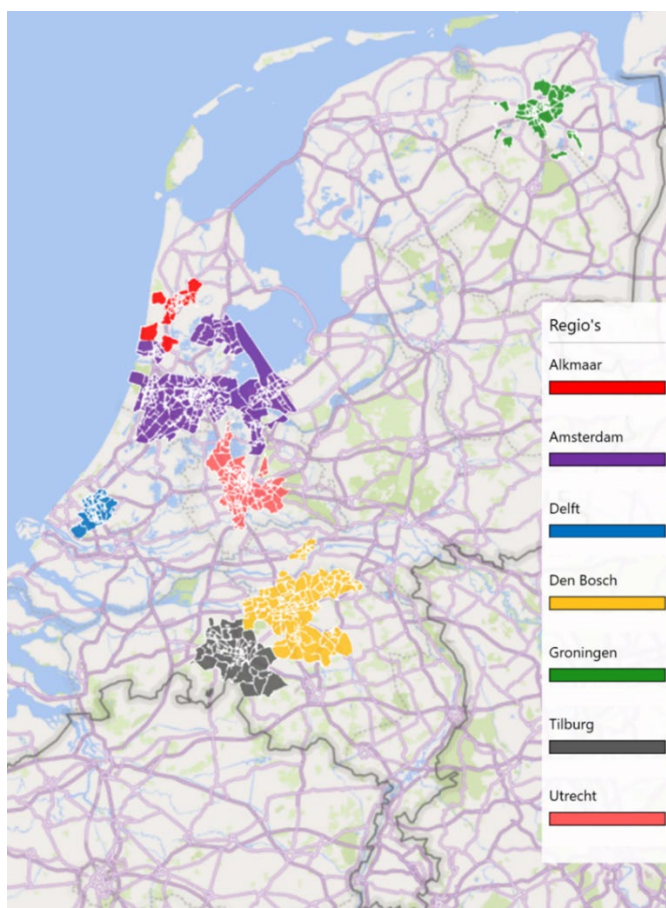 Regio's
Alkmaar
Amsterdam
Delft
Den Bosch
Groningen
Tilburg
Utrecht